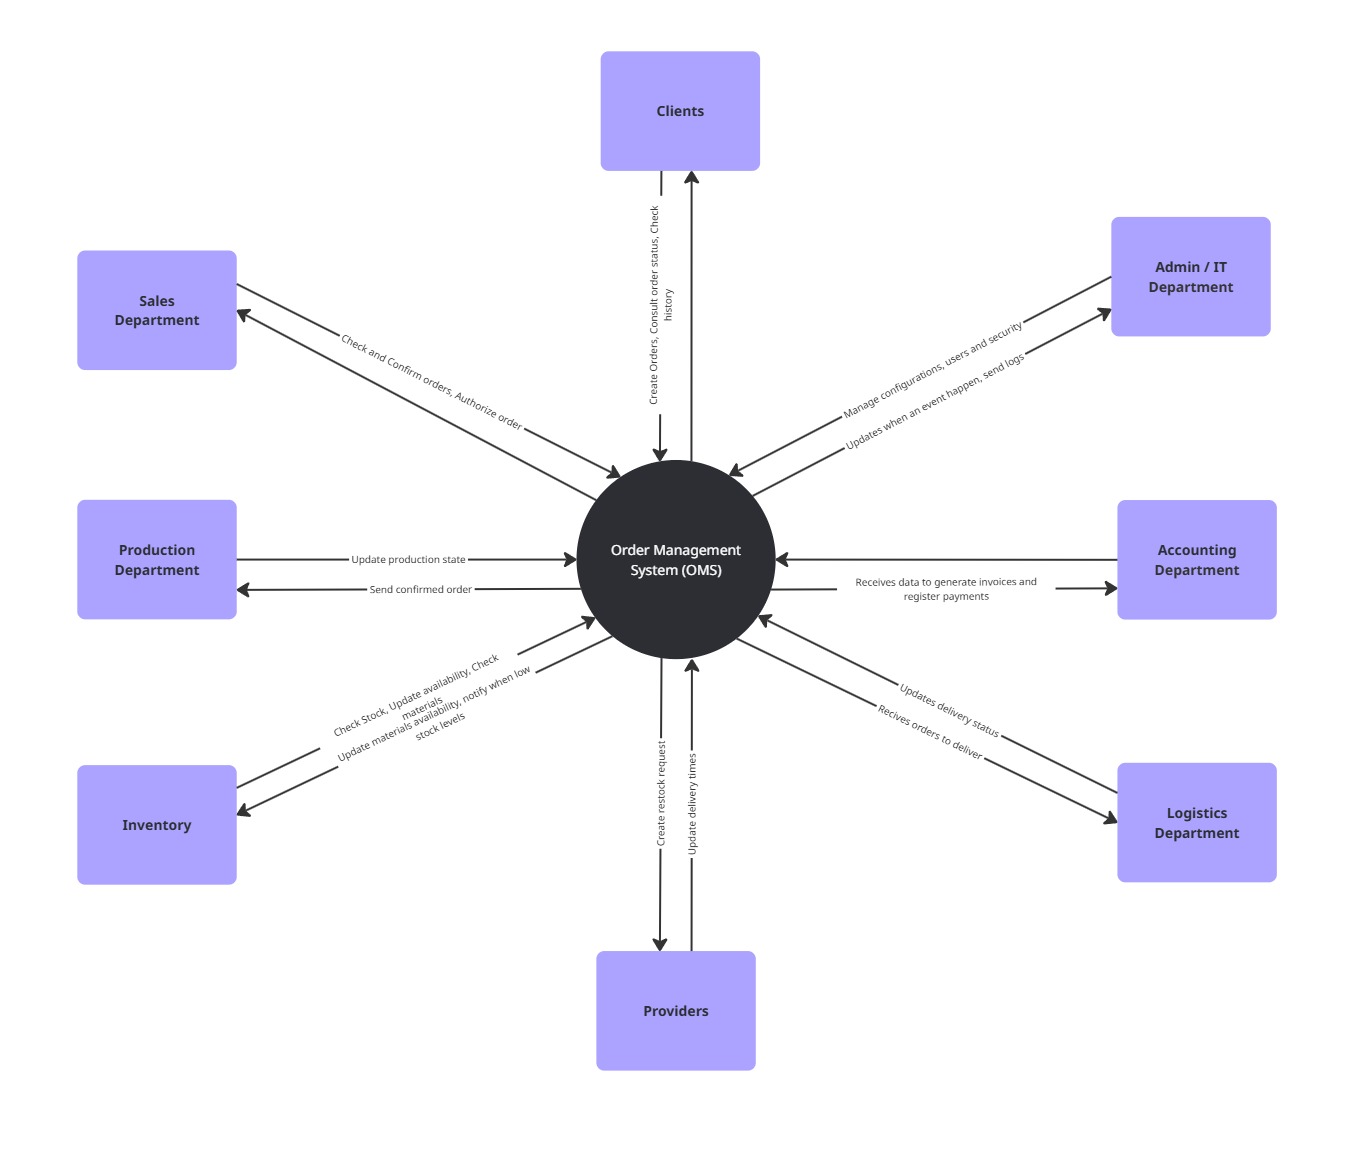 Clients
Create Orders, Consult order status, Check
history
Admin / IT
Department
Sales
Department
Manage configurations, users and security
Updates when an event happen, send logs
Check and Confirm orders, Authorize order
Production
Department
Update production state
Send confirmed order
Order Management
System (OMS)
Accounting
Department
Receives data to generate invoices and
register payments
Check Stock, Update availability, Check
materials
Update materials availability, notify when low
stock levels
Updates delivery status
Recives orders to deliver
Create restock request
Update delivery times
Inventory
Logistics
Department
Providers